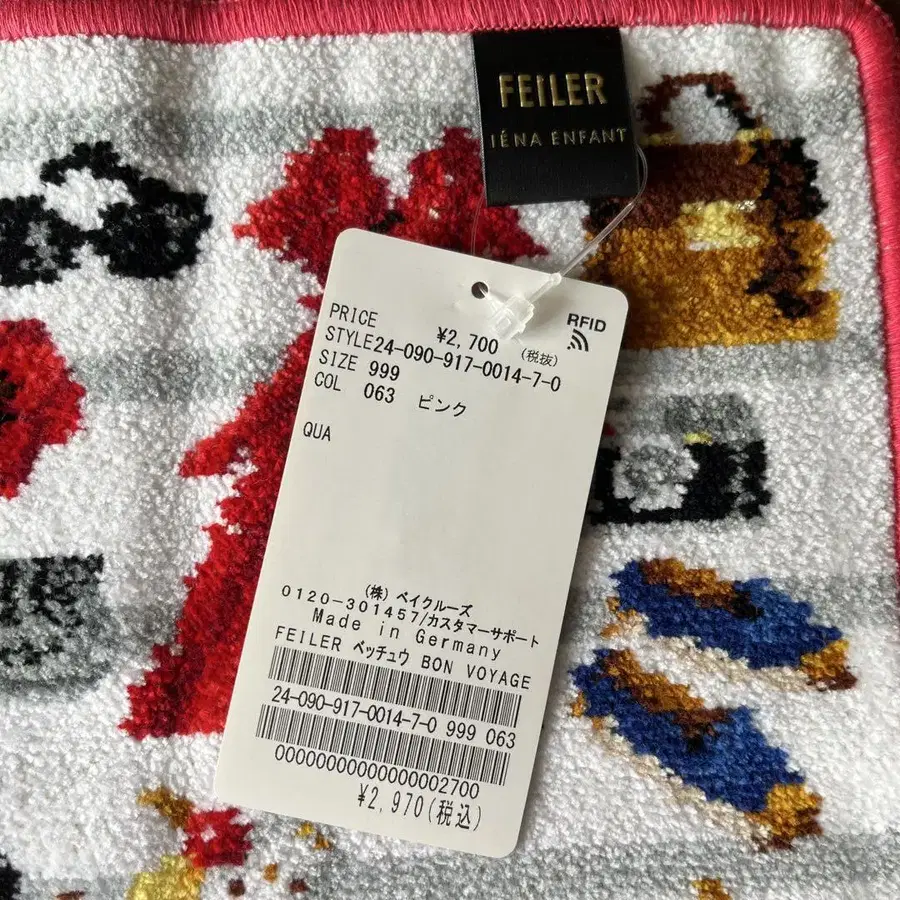 FEILER
IÉNA ENFANT
RFID
PRICE ¥2,700 (税抜)
STYLE24-090-917-0014-7-0
SIZE 999
COL 063 ピンク
QUA
(株) ベイクルーズ
0120-301457/カスタマーサポート
Made in Germany
FEILER ベッチュウ BON VOYAGE
24-090-917-0014-7-0 999 063
00000000000000002700
¥2,970(税込)